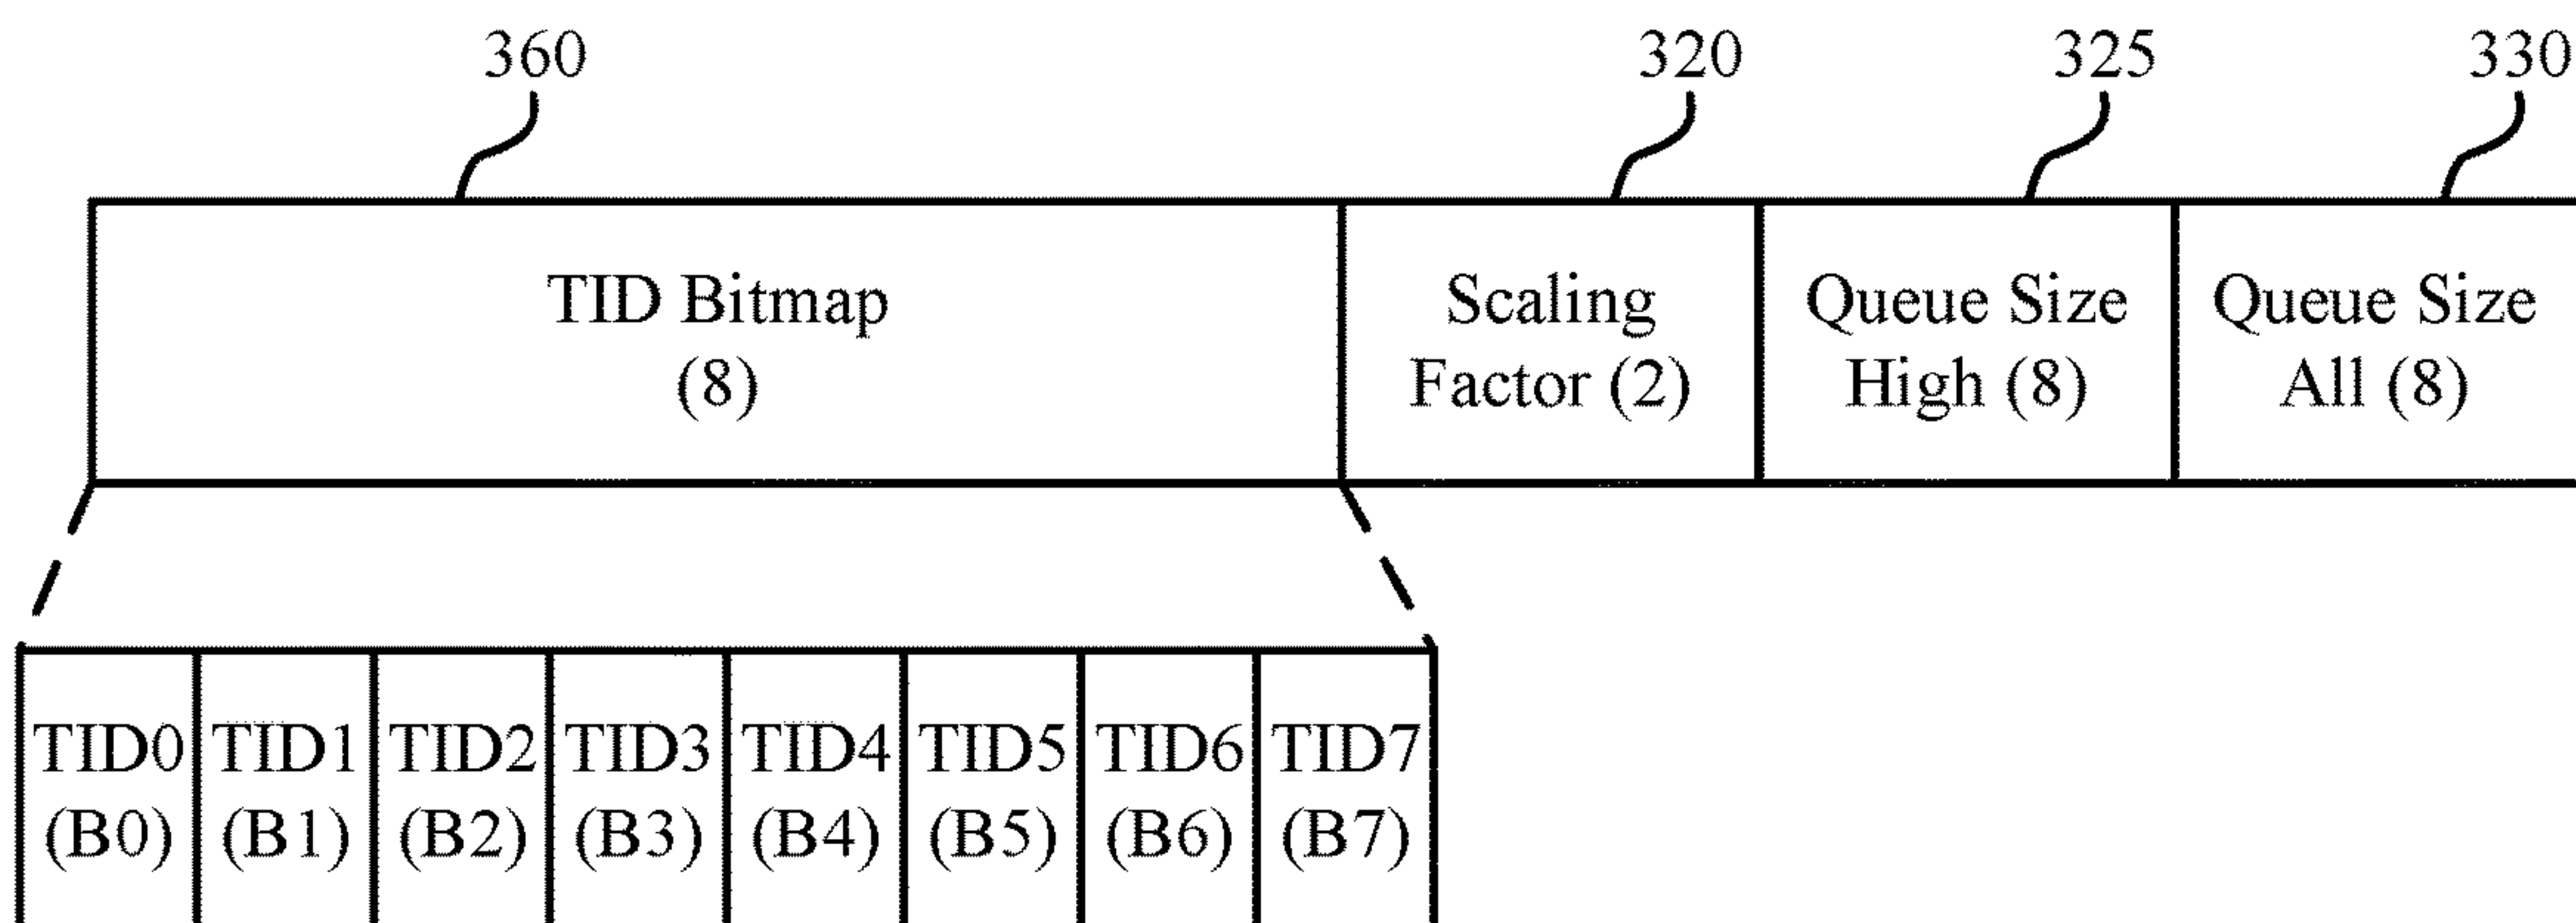 360 320 325 330
TID Bitmap
(8)
Scaling
Factor (2)
Queue Size
High (8)
Queue Size
All (8)
TID0 TID1 TID2 TID3 TID4 TID5 TID6 TID7
(B0) (B1) (B2) (B3) (B4) (B5) (B6) (B7)